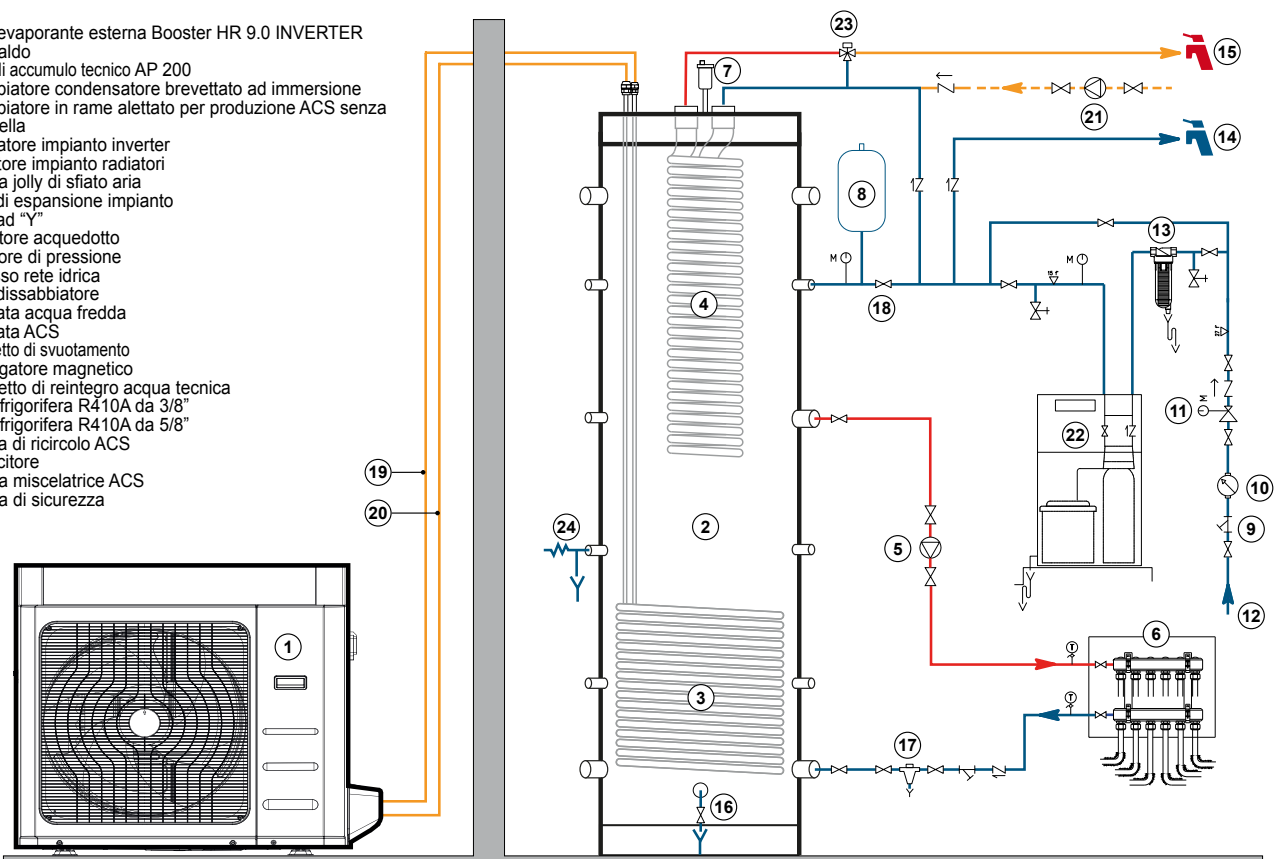 evaporante esterna Booster HR 9.0 INVERTER
aldo
di accumulo tecnico AP 200
biatore condensatore brevettato ad immersione
biatore in rame alettato per produzione ACS senza
ella
atore impianto inverter
tore impianto radiatori
a jolly di sfiato aria
di espansione impianto
ad “Y”
tore acquedotto
ore di pressione
so rete idrica
dissabbiatore
ata acqua fredda
ata ACS
etto di svuotamento
gatore magnetico
etto di reintegro acqua tecnica
frigorifera R410A da 3/8”
frigorifera R410A da 5/8”
a di ricircolo ACS
citore
a miscelatrice ACS
a di sicurezza
23
15
7
21
14
8
13
M
M
4
18
M
11
22
19
10
20
24
2
5
9
12
6
1
T
3
T
17
16